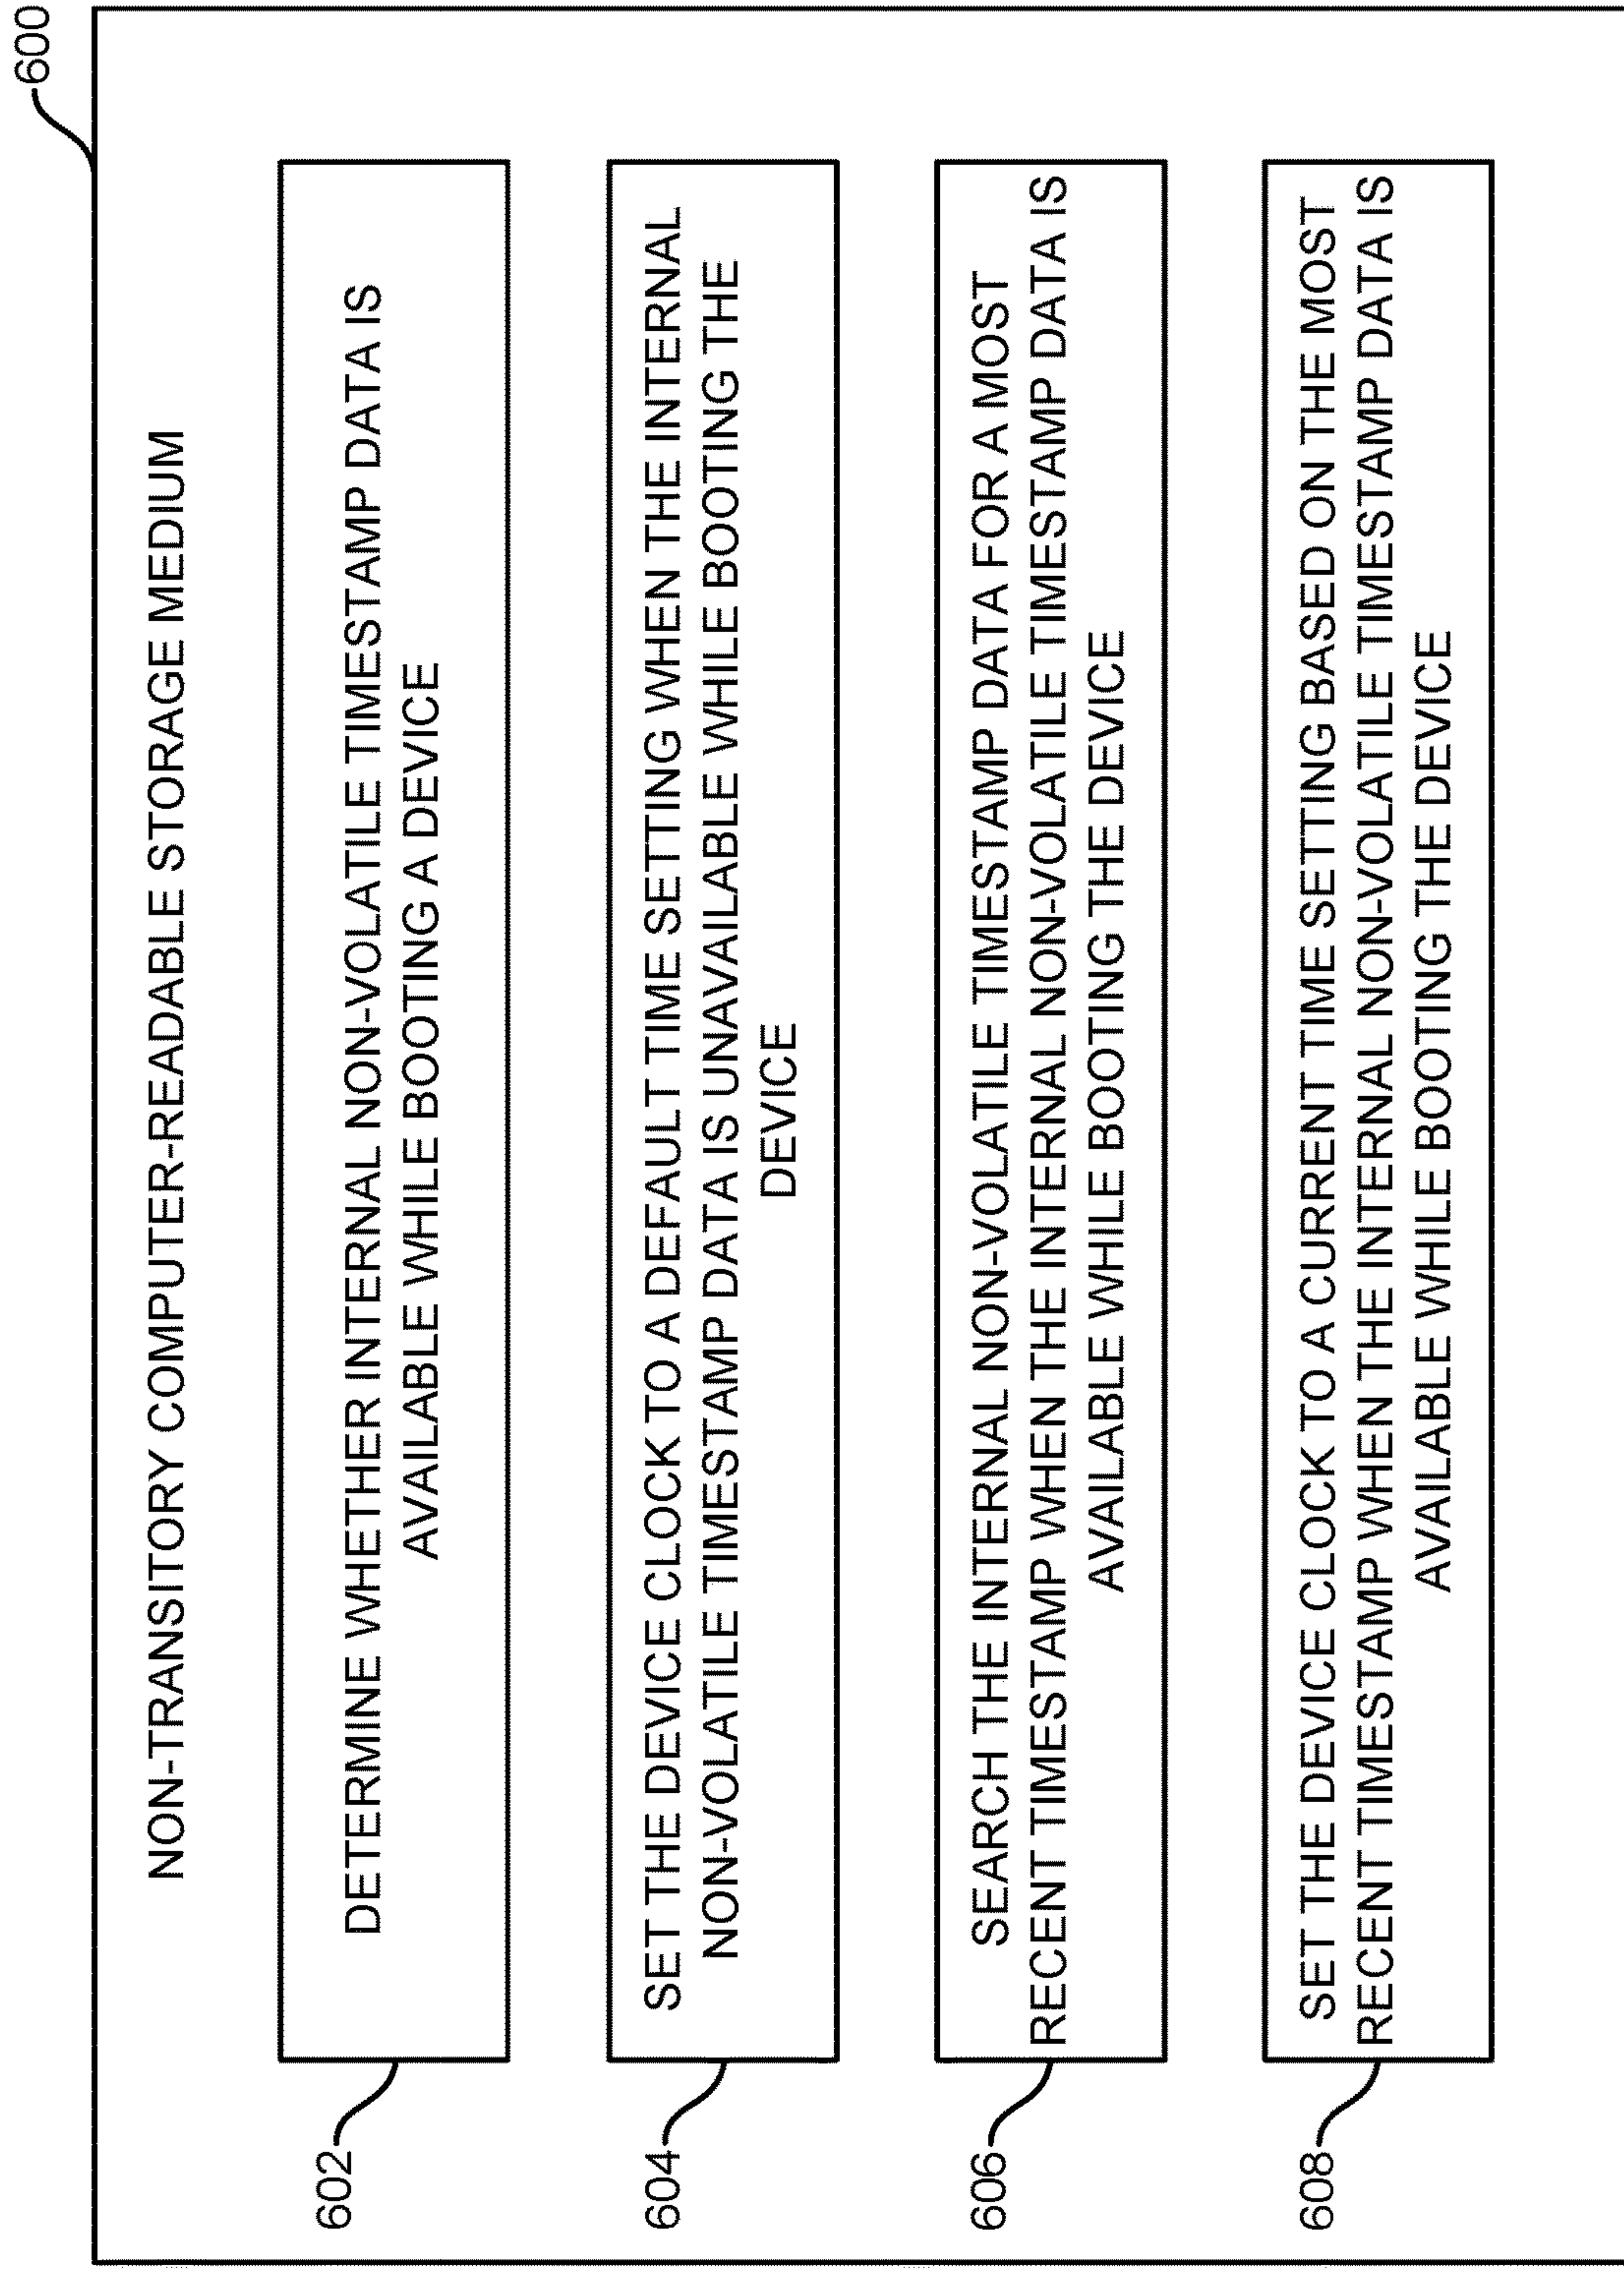 600
NON-TRANSITORY COMPUTER-READABLE STORAGE MEDIUM
602
DETERMINE WHETHER INTERNAL NON-VOLATILE TIMESTAMP DATA IS
AVAILABLE WHILE BOOTING A DEVICE
604
SET THE DEVICE CLOCK TO A DEFAULT TIME SETTING WHEN THE INTERNAL
NON-VOLATILE TIMESTAMP DATA IS UNAVAILABLE WHILE BOOTING THE
DEVICE
606
SEARCH THE INTERNAL NON-VOLATILE TIMESTAMP DATA FOR A MOST
RECENT TIMESTAMP WHEN THE INTERNAL NON-VOLATILE TIMESTAMP DATA IS
AVAILABLE WHILE BOOTING THE DEVICE
608
SET THE DEVICE CLOCK TO A CURRENT TIME SETTING BASED ON THE MOST
RECENT TIMESTAMP WHEN THE INTERNAL NON-VOLATILE TIMESTAMP DATA IS
AVAILABLE WHILE BOOTING THE DEVICE